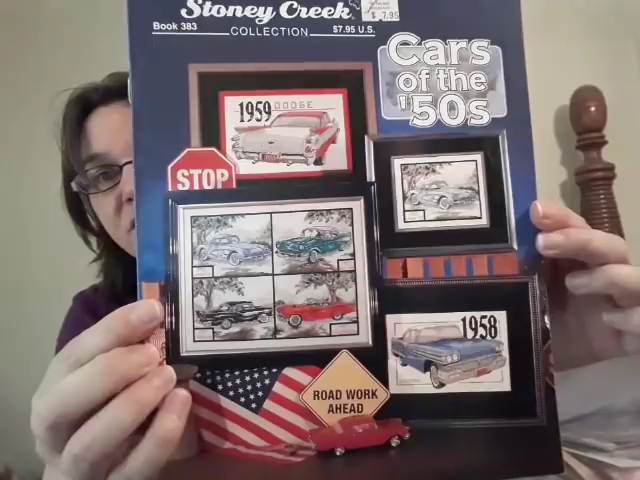 Stoney Creek
Book 383
COLLECTION
$7.95 U.S.
$ 7.95
Cars
of the
'50s
1959 DODGE
STOP
1958
ROAD WORK
AHEAD